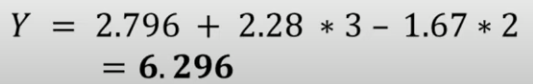 Y = 2.796 + 2.28 * 3 – 1.67 * 2
= 6.296